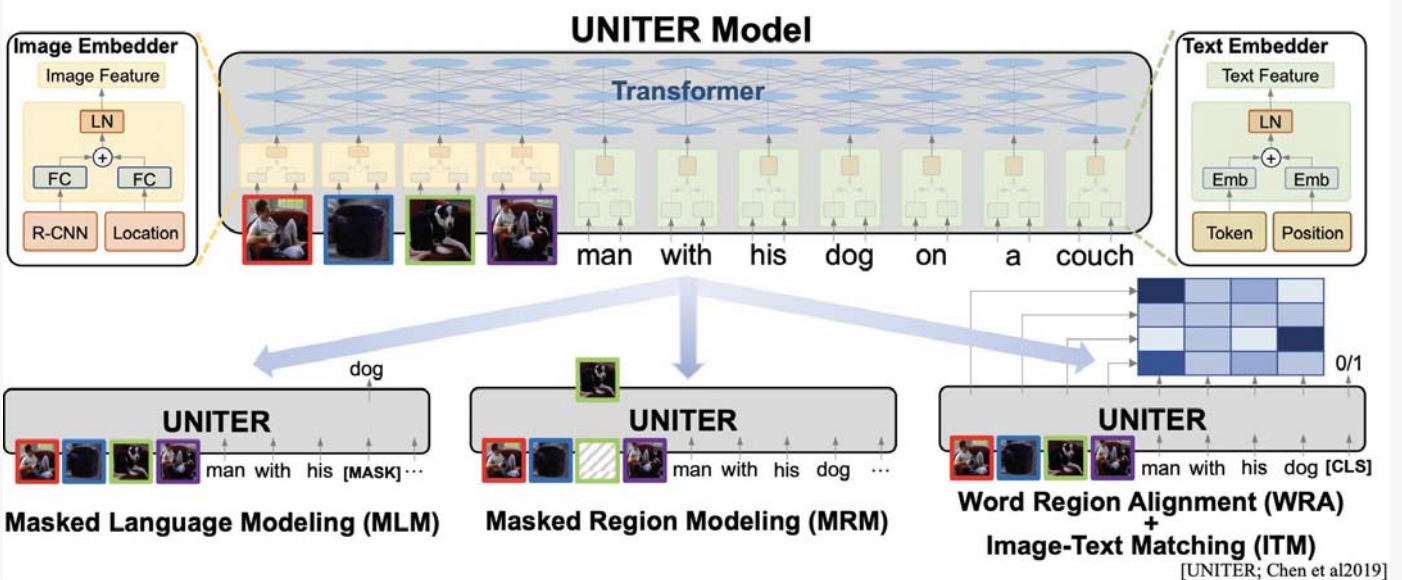 UNITER Model
Image Embedder
Image Feature
LN
+
FC
FC
R-CNN
Location
Transformer
Text Embedder
Text Feature
LN
+
Emb
Emb
Token
Position
man with his dog on a couch
dog
UNITER
man with his [MASK] ...
Masked Language Modeling (MLM)
UNITER
man with his dog ...
Masked Region Modeling (MRM)
0/1
UNITER
man with his dog [CLS]
Word Region Alignment (WRA)
+
Image-Text Matching (ITM)
[UNITER; Chen et al2019]